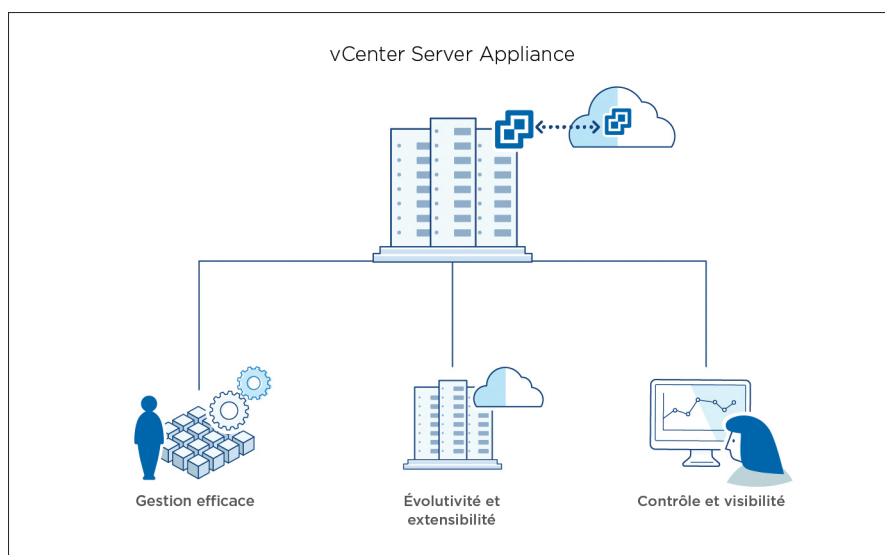 vCenter Server Appliance
Gestion efficace
Évolutivité et
extensibilité
Contrôle et visibilité